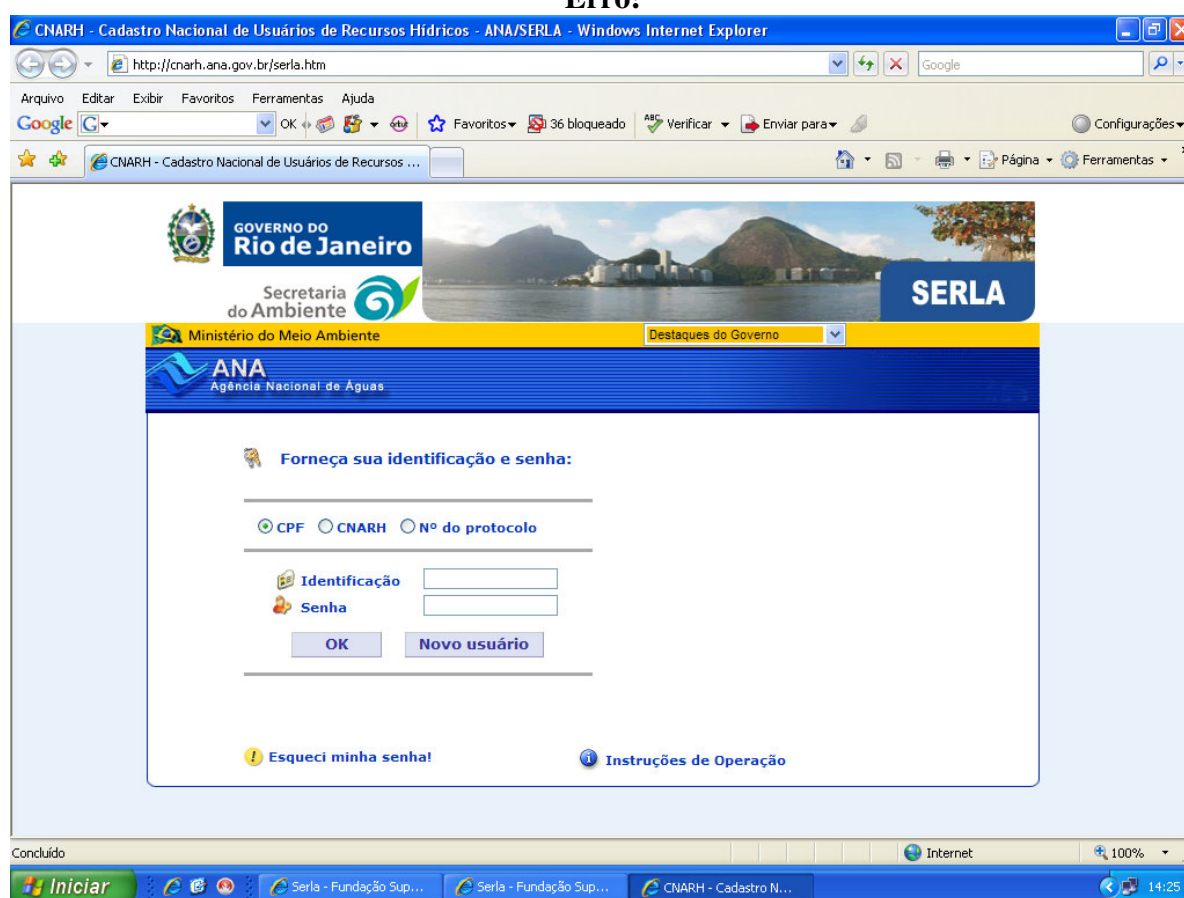 Erro!
CNARH - Cadastro Nacional de Usuários de Recursos Hídricos - ANA/SERLA - Windows Internet Explorer
http://cnarh.ana.gov.br/serla.htm
Google
Arquivo Editar Exibir Favoritos Ferramentas Ajuda
Google G OK Favoritos 36 bloqueado Verificar Enviar para Configurações
CNARH - Cadastro Nacional de Usuários de Recursos ... Página Ferramentas
GOVERNO DO
Rio de Janeiro
Secretaria
do Ambiente
SERLA
Ministério do Meio Ambiente Destaques do Governo
ANA
Agência Nacional de Águas
Forneça sua identificação e senha:
CPF CNARH Nº do protocolo
Identificação
Senha
OK Novo usuário
Esqueci minha senha! Instruções de Operação
Concluído Internet 100%
Iniciar Serla - Fundação Sup... Serla - Fundação Sup... CNARH - Cadastro N... 14:25